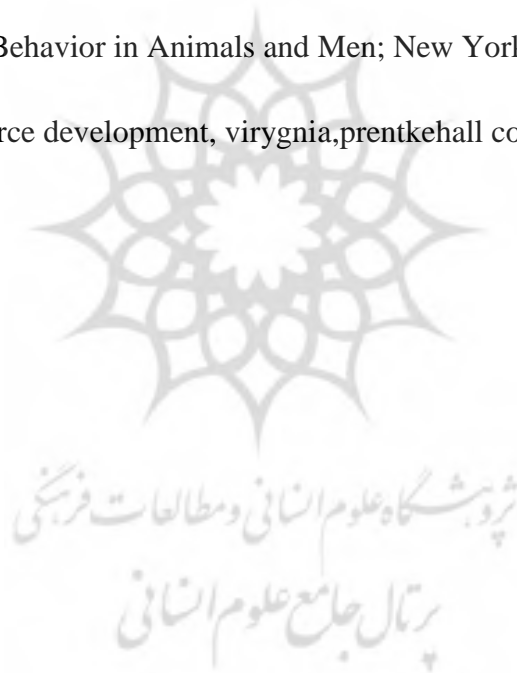 Behavior in Animals and Men; New York
rce development, virygnia,prentkehall co
پژوهشگاه علوم انسانی و مطالعات فرهنگی
پرتال جامع علوم انسانی